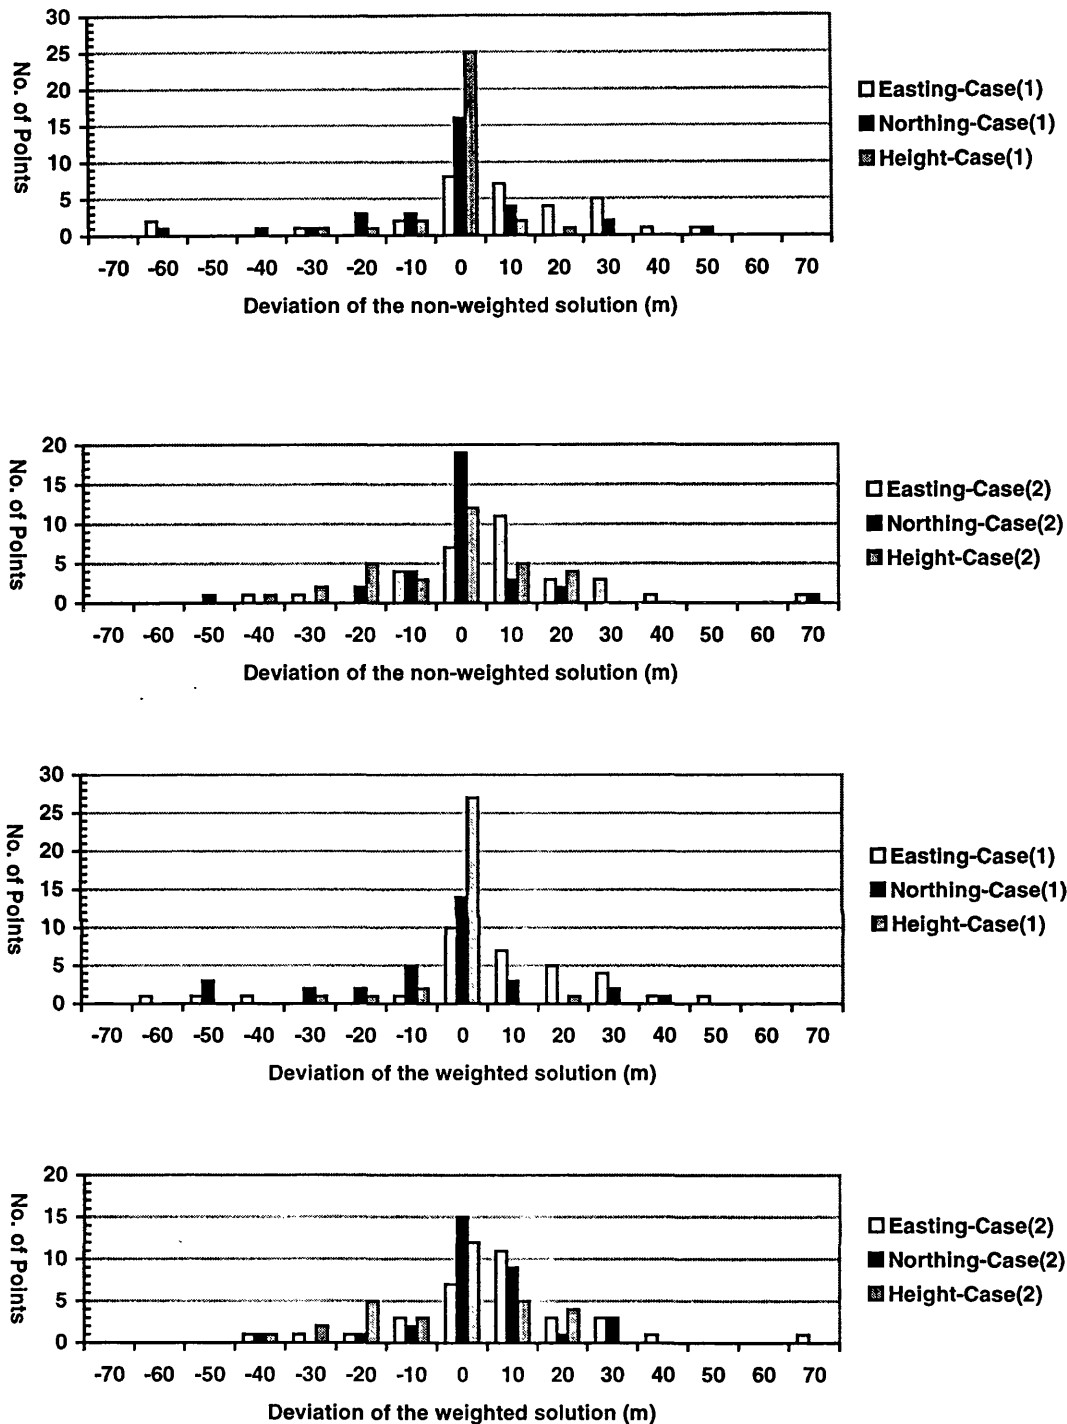 30
25
20
15
10
5
0
No. of Points
-70 -60 -50 -40 -30 -20 -10 0 10 20 30 40 50 60 70
Deviation of the non-weighted solution (m)
Easting-Case(1)
Northing-Case(1)
Height-Case(1)
20
15
10
5
0
No. of Points
-70 -60 -50 -40 -30 -20 -10 0 10 20 30 40 50 60 70
Deviation of the non-weighted solution (m)
Easting-Case(2)
Northing-Case(2)
Height-Case(2)
30
25
20
15
10
5
0
No. of Points
-70 -60 -50 -40 -30 -20 -10 0 10 20 30 40 50 60 70
Deviation of the weighted solution (m)
Easting-Case(1)
Northing-Case(1)
Height-Case(1)
20
15
10
5
0
No. of Points
-70 -60 -50 -40 -30 -20 -10 0 10 20 30 40 50 60 70
Deviation of the weighted solution (m)
Easting-Case(2)
Northing-Case(2)
Height-Case(2)